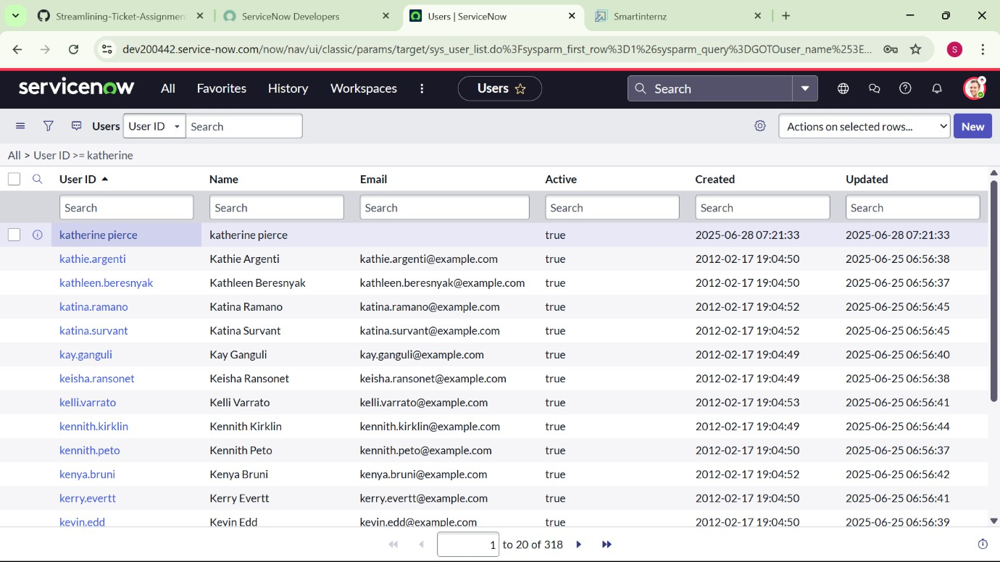 Streamlining-Ticket-Assignmen
ServiceNow Developers
Users | ServiceNow
Smartinternz
dev200442.service-now.com/now/nav/ui/classic/params/target/sys_user_list.do%3Fsysparm_first_row%3D1%26sysparm_query%3DGOTOuser_name%253E...
S
servicenow All Favorites History Workspaces Users Search
Users User ID Search Actions on selected rows... New
All > User ID >= katherine
User ID Name Email Active Created Updated
Search Search Search Search Search Search
katherine pierce katherine pierce true 2025-06-28 07:21:33 2025-06-28 07:21:33
kathie.argenti Kathie Argenti kathie.argenti@example.com true 2012-02-17 19:04:50 2025-06-25 06:56:38
kathleen.beresnyak Kathleen Beresnyak kathleen.beresnyak@example.com true 2012-02-17 19:04:50 2025-06-25 06:56:37
katina.ramano Katina Ramano katina.ramano@example.com true 2012-02-17 19:04:52 2025-06-25 06:56:45
katina.survant Katina Survant katina.survant@example.com true 2012-02-17 19:04:52 2025-06-25 06:56:45
kay.ganguli Kay Ganguli kay.ganguli@example.com true 2012-02-17 19:04:49 2025-06-25 06:56:40
keisha.ransonet Keisha Ransonet keisha.ransonet@example.com true 2012-02-17 19:04:49 2025-06-25 06:56:38
kelli.varrato Kelli Varrato kelli.varrato@example.com true 2012-02-17 19:04:53 2025-06-25 06:56:41
kennith.kirklin Kennith Kirklin kennith.kirklin@example.com true 2012-02-17 19:04:49 2025-06-25 06:56:44
kennith.peto Kennith Peto kennith.peto@example.com true 2012-02-17 19:04:50 2025-06-25 06:56:37
kenya.bruni Kenya Bruni kenya.bruni@example.com true 2012-02-17 19:04:52 2025-06-25 06:56:42
kerry.evertt Kerry Evertt kerry.evertt@example.com true 2012-02-17 19:04:50 2025-06-25 06:56:41
kevin.edd Kevin Edd kevin.edd@example.com true 2012-02-17 19:04:50 2025-06-25 06:56:39
1 to 20 of 318